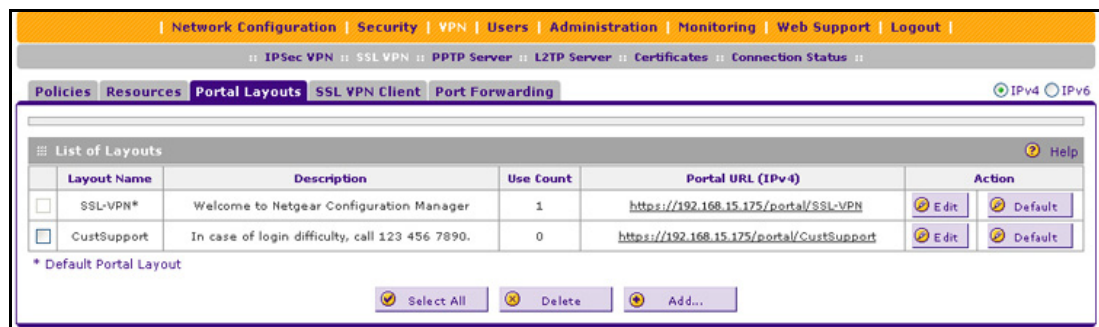 | Network Configuration | Security | VPN | Users | Administration | Monitoring | Web Support | Logout |
:: IPSec VPN :: SSL VPN :: PPTP Server :: L2TP Server :: Certificates :: Connection Status ::
Policies Resources Portal Layouts SSL VPN Client Port Forwarding IPv4 IPv6
List of Layouts Help
Layout Name Description Use Count Portal URL (IPv4) Action
SSL-VPN* Welcome to Netgear Configuration Manager 1 https://192.168.15.175/portal/SSL-VPN Edit Default
CustSupport In case of login difficulty, call 123 456 7890. 0 https://192.168.15.175/portal/CustSupport Edit Default
* Default Portal Layout
Select All Delete Add...